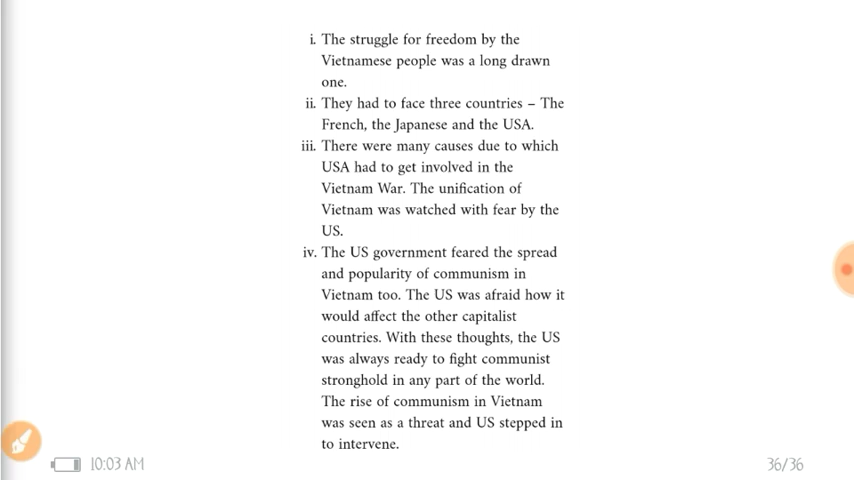 i. The struggle for freedom by the
Vietnamese people was a long drawn
one.
ii. They had to face three countries – The
French, the Japanese and the USA.
iii. There were many causes due to which
USA had to get involved in the
Vietnam War. The unification of
Vietnam was watched with fear by the
US.
iv. The US government feared the spread
and popularity of communism in
Vietnam too. The US was afraid how it
would affect the other capitalist
countries. With these thoughts, the US
was always ready to fight communist
stronghold in any part of the world.
The rise of communism in Vietnam
was seen as a threat and US stepped in
to intervene.
10:03 AM
36/36